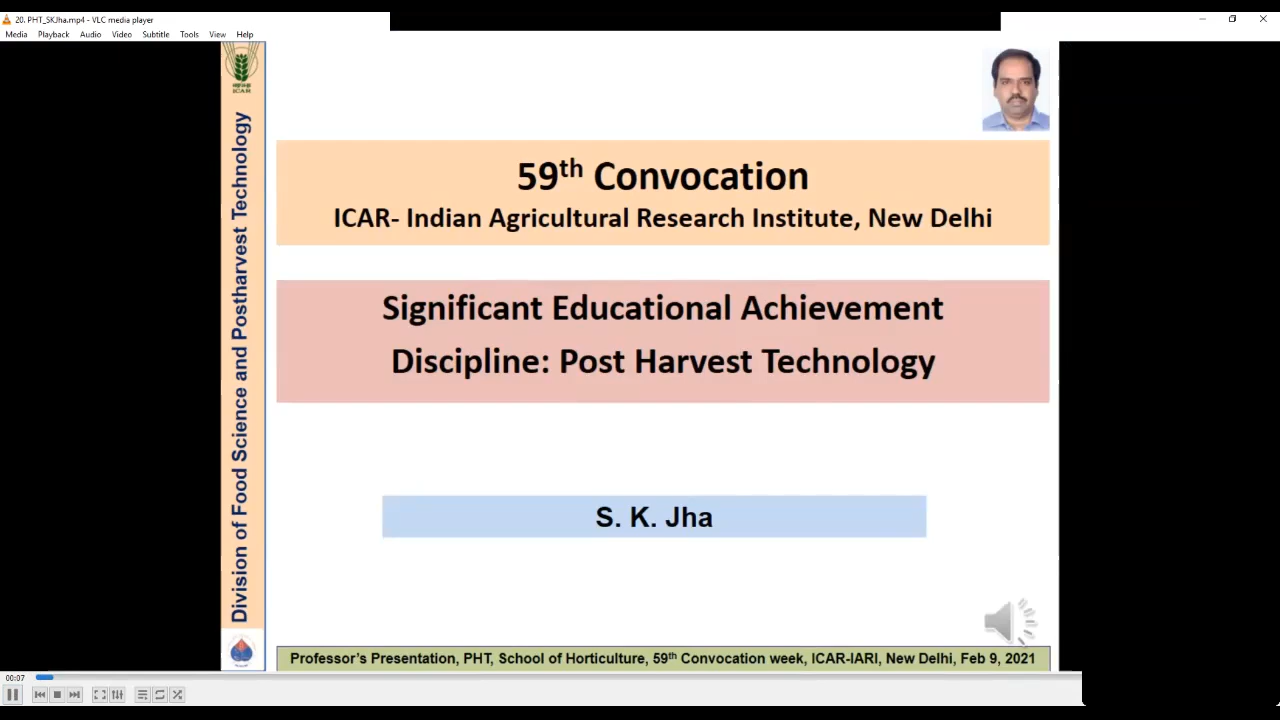 20. PHT_SKJha.mp4 - VLC media player
Media Playback Audio Video Subtitle Tools View Help
ICAR
Division of Food Science and Postharvest Technology
59th Convocation
ICAR- Indian Agricultural Research Institute, New Delhi
Significant Educational Achievement
Discipline: Post Harvest Technology
S. K. Jha
Professor's Presentation, PHT, School of Horticulture, 59th Convocation week, ICAR-IARI, New Delhi, Feb 9, 2021
00:07